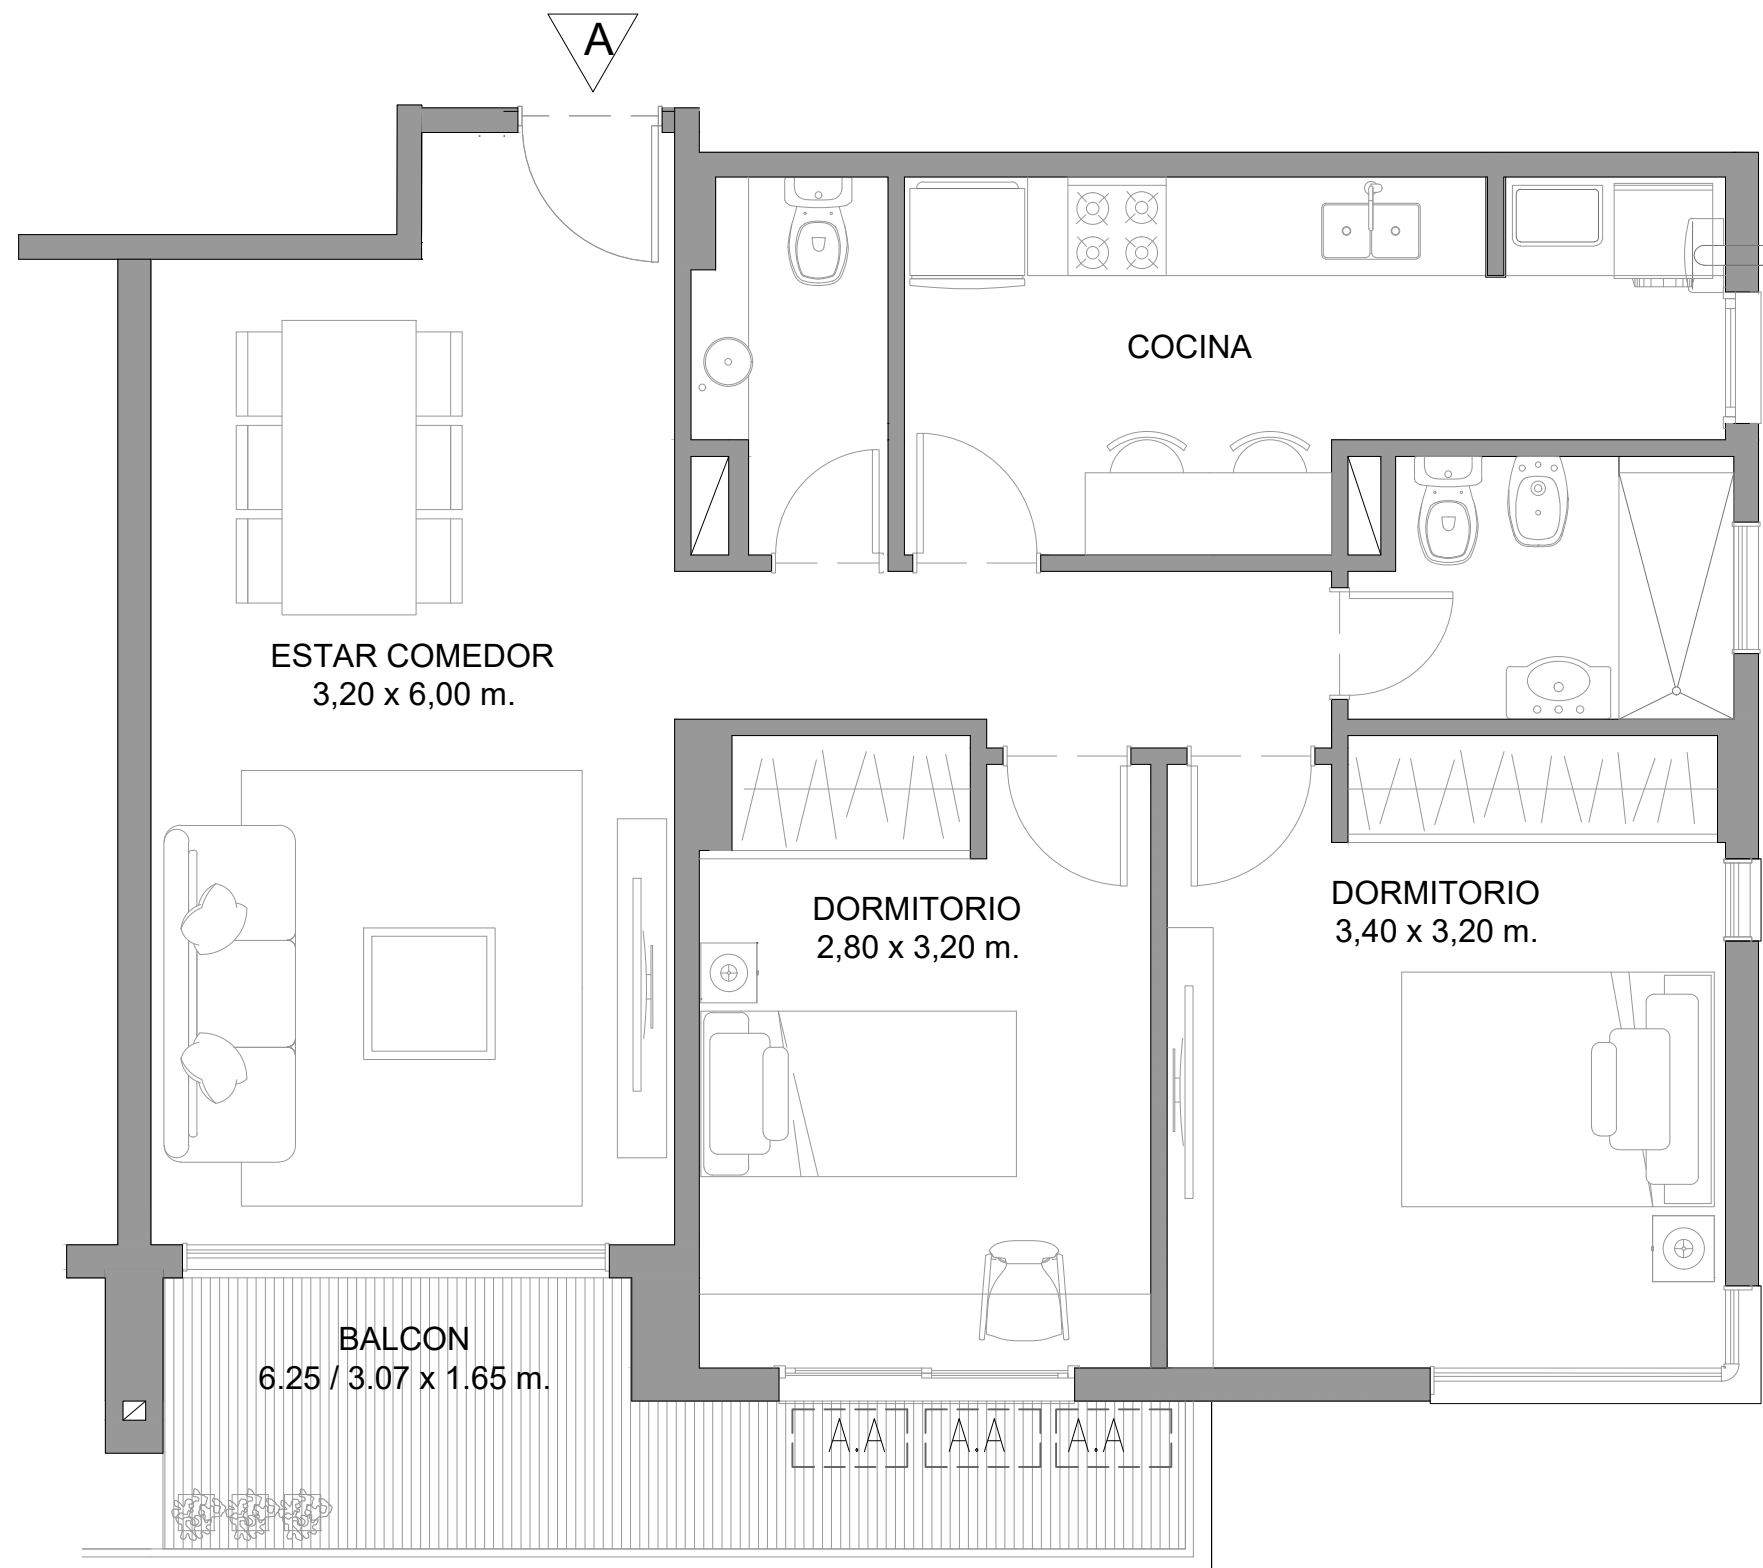 A
COCINA
ESTAR COMEDOR
3,20 x 6,00 m.
DORMITORIO
2,80 x 3,20 m.
DORMITORIO
3,40 x 3,20 m.
BALCON
6.25 / 3.07 x 1.65 m.
A.A
A.A
A.A